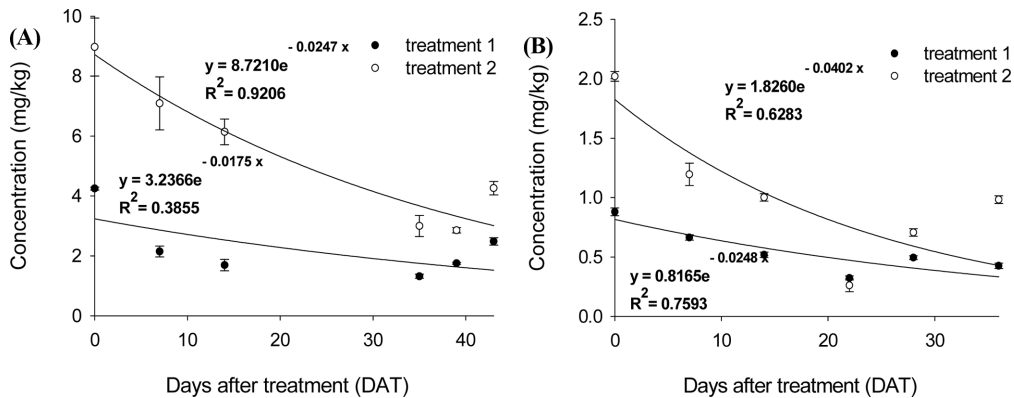 (A)
Concentration (mg/kg)
10
8
6
4
2
0
0
10
20
30
40
Days after treatment (DAT)
treatment 1
treatment 2
- 0.0247 x
y = 8.7210e
R2 = 0.9206
- 0.0175 x
y = 3.2366e
R2 = 0.3855
(B)
Concentration (mg/kg)
2.5
2.0
1.5
1.0
0.5
0.0
0
10
20
30
Days after treatment (DAT)
treatment 1
treatment 2
- 0.0402 x
y = 1.8260e
R2 = 0.6283
- 0.0248 x
y = 0.8165e
R2 = 0.7593